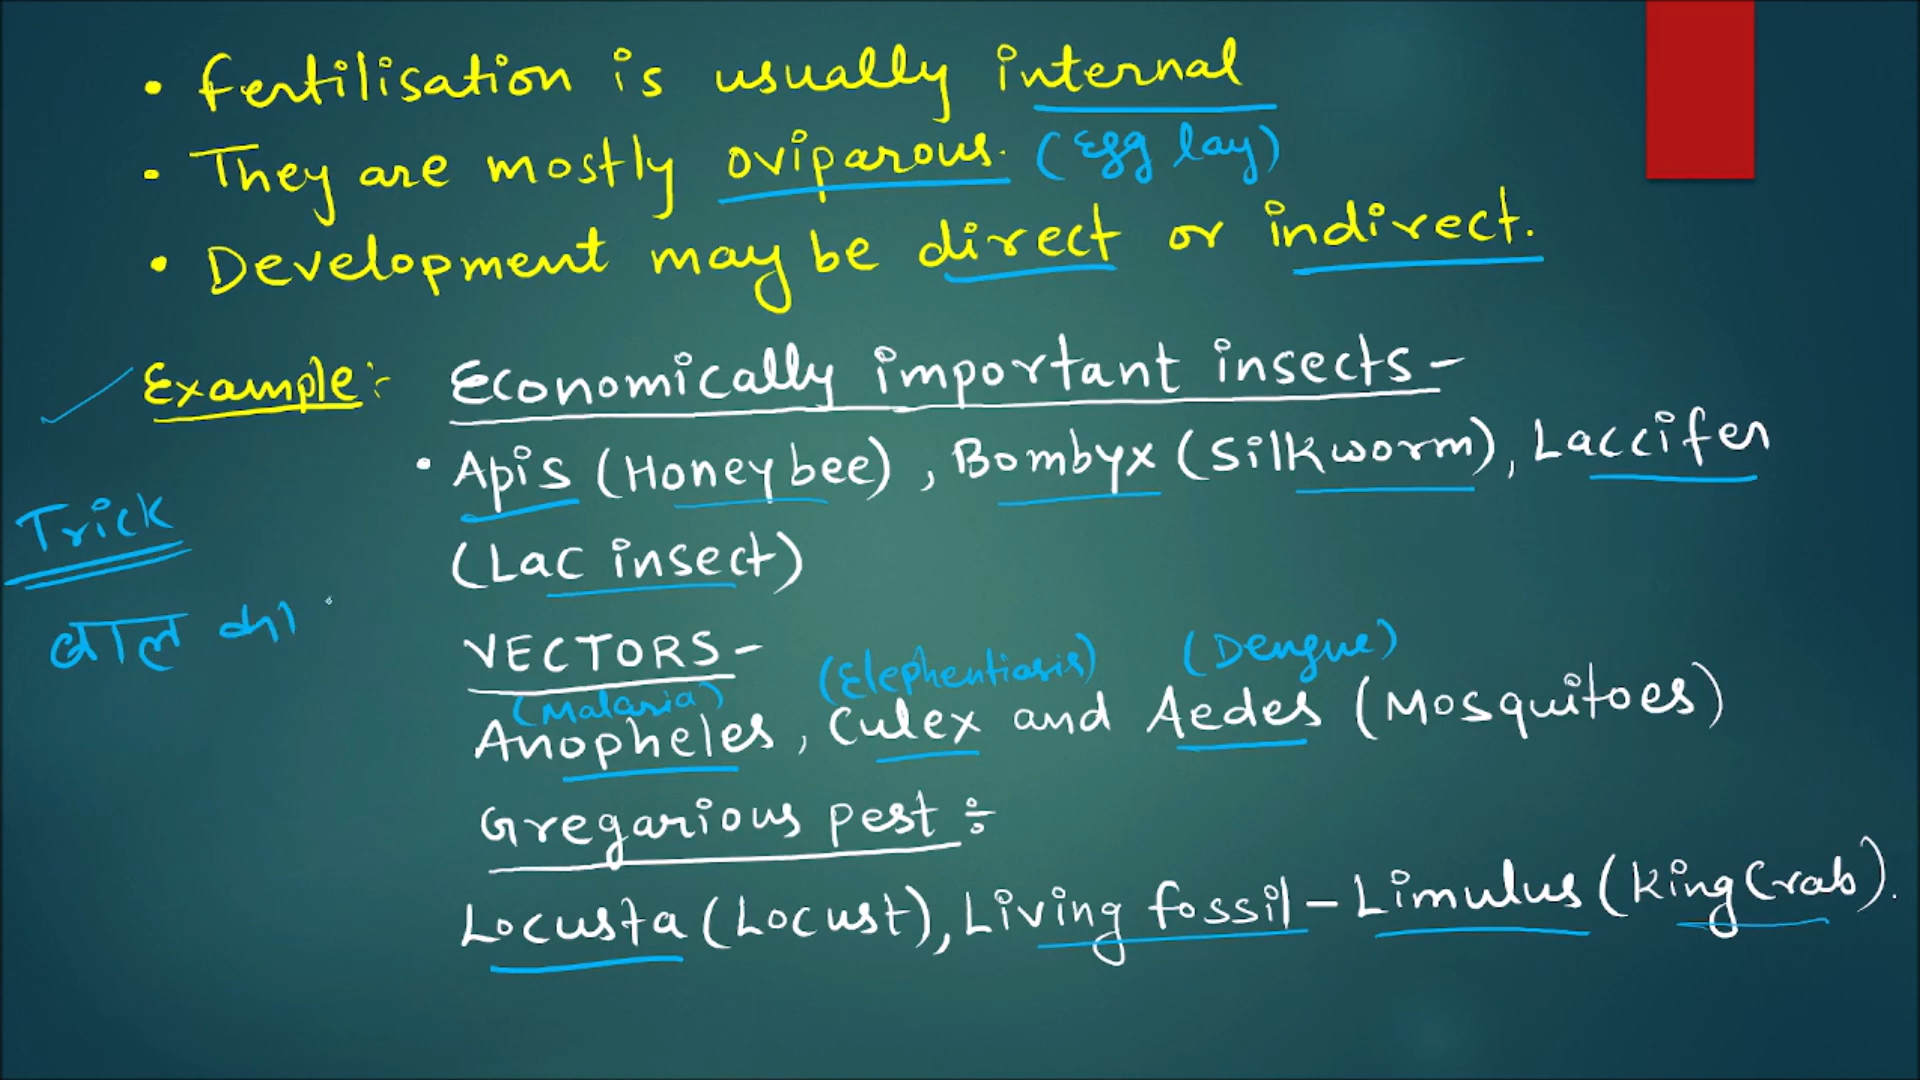 • Fertilisation is usually internal
• They are mostly oviparous. (Egg lay)
• Development may be direct or indirect.
Example:- Economically important insects-
• Apis (Honeybee), Bombyx (Silkworm), Laccifer
(Lac insect)
Trick
बाल का
VECTORS-
(Malaria) (Elephentiasis) (Dengue)
Anopheles, Culex and Aedes (Mosquitoes)
Gregarious pest ÷
Locusta (Locust), Living fossil - Limulus (King Crab).